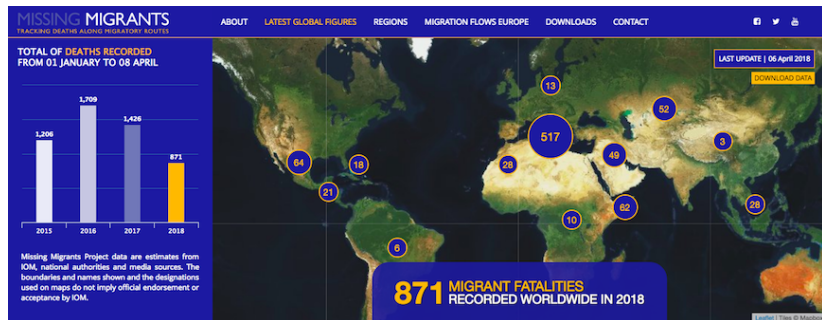 MISSING MIGRANTS
TRACKING DEATHS ALONG MIGRATORY ROUTES
ABOUT LATEST GLOBAL FIGURES REGIONS MIGRATION FLOWS EUROPE DOWNLOADS CONTACT
TOTAL OF DEATHS RECORDED
FROM 01 JANUARY TO 08 APRIL
1,206
1,709
1,426
871
2015 2016 2017 2018
Missing Migrants Project data are estimates from
IOM, national authorities and media sources. The
boundaries and names shown and the designations
used on maps do not imply official endorsement or
acceptance by IOM.
LAST UPDATE | 06 April 2018
DOWNLOAD DATA
13
52
517
3
64
18
28
49
21
62
28
10
6
871 MIGRANT FATALITIES
RECORDED WORLDWIDE IN 2018
Leaflet | Tiles © Mapbox